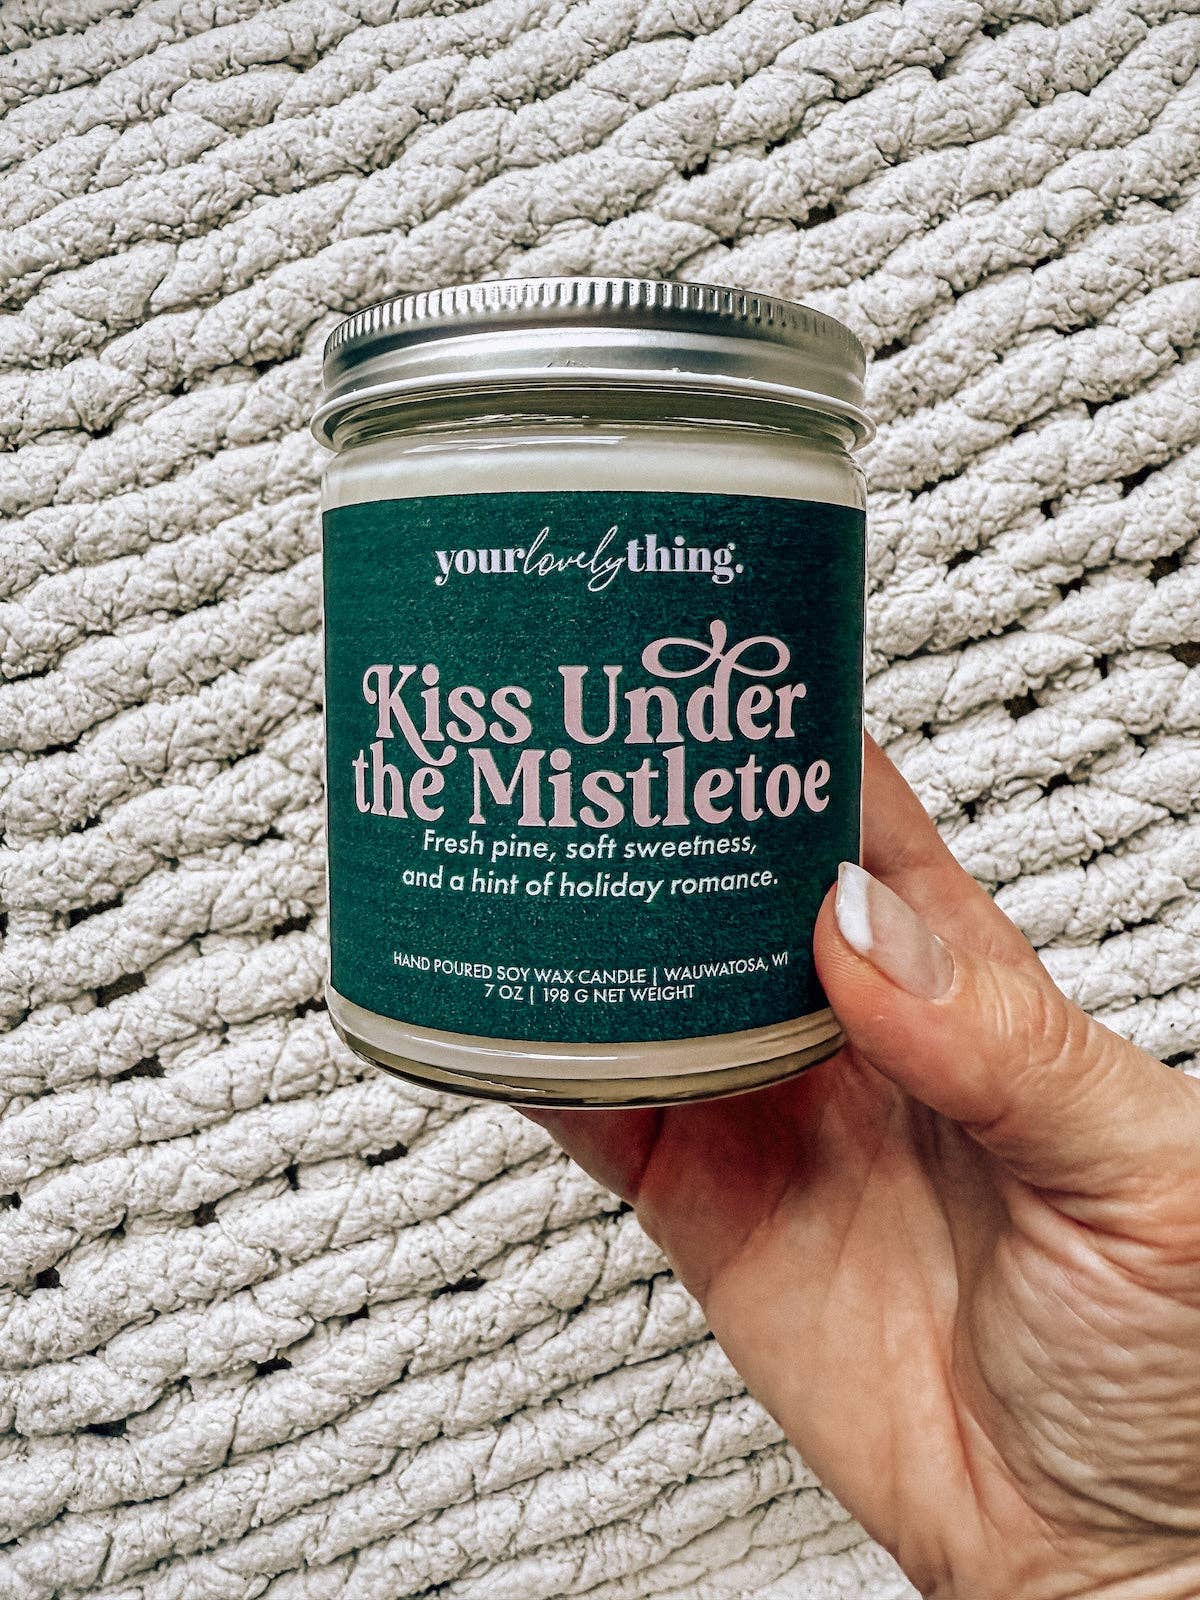 yourlovelything.
Kiss Under
the Mistletoe
Fresh pine, soft sweetness,
and a hint of holiday romance.
HAND POURED SOY WAX CANDLE | WAUWATOSA, WI
7 OZ | 198 G NET WEIGHT